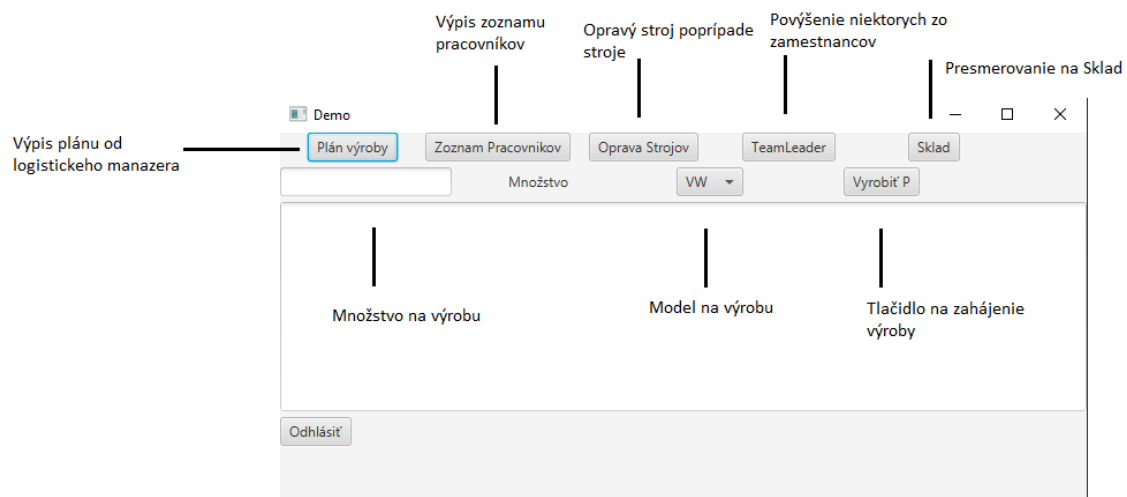 Výpis zoznamu
pracovníkov
Opravý stroj poprípade
stroje
Povýšenie niektorych zo
zamestnancov
Presmerovanie na Sklad
Demo
Výpis plánu od
logistickeho manazera
Plán výroby
Zoznam Pracovnikov
Oprava Strojov
TeamLeader
Sklad
Množstvo
VW
Vyrobiť P
Množstvo na výrobu
Model na výrobu
Tlačidlo na zahájenie
výroby
Odhlásiť